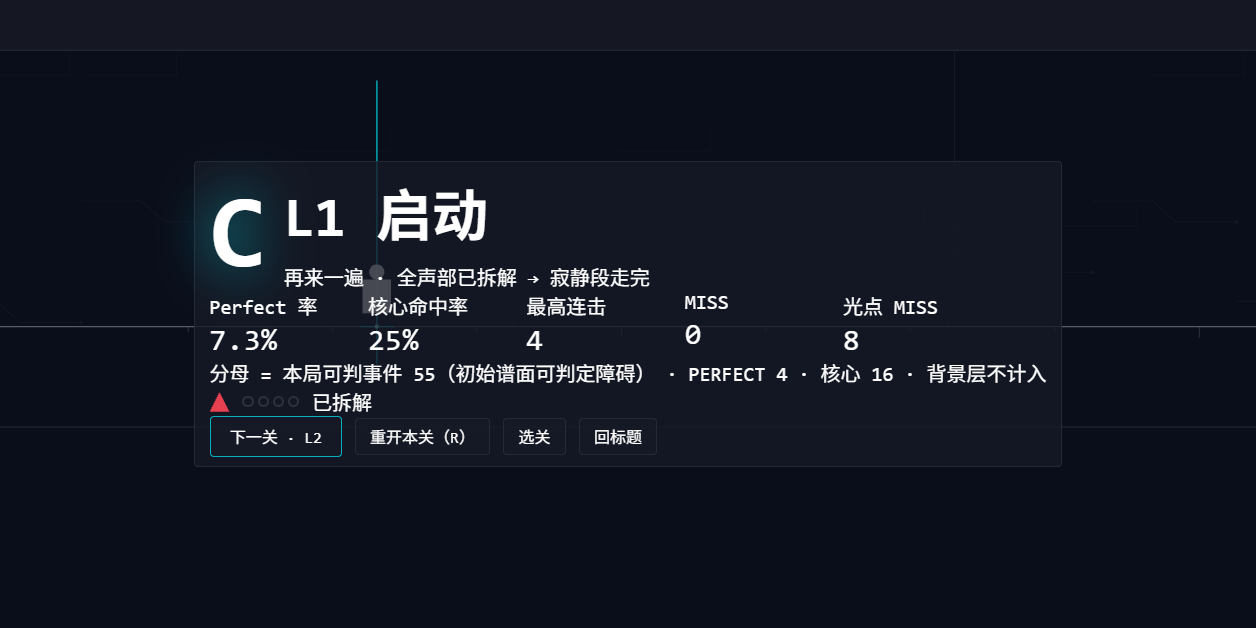 C
L1 启动
再来一遍 · 全声部已拆解 → 寂静段走完
Perfect 率 核心命中率 最高连击 MISS 光点 MISS
7.3% 25% 4 0 8
分母 = 本局可判事件 55（初始谱面可判定障碍） · PERFECT 4 · 核心 16 · 背景层不计入
已拆解
下一关 · L2 重开本关（R） 选关 回标题